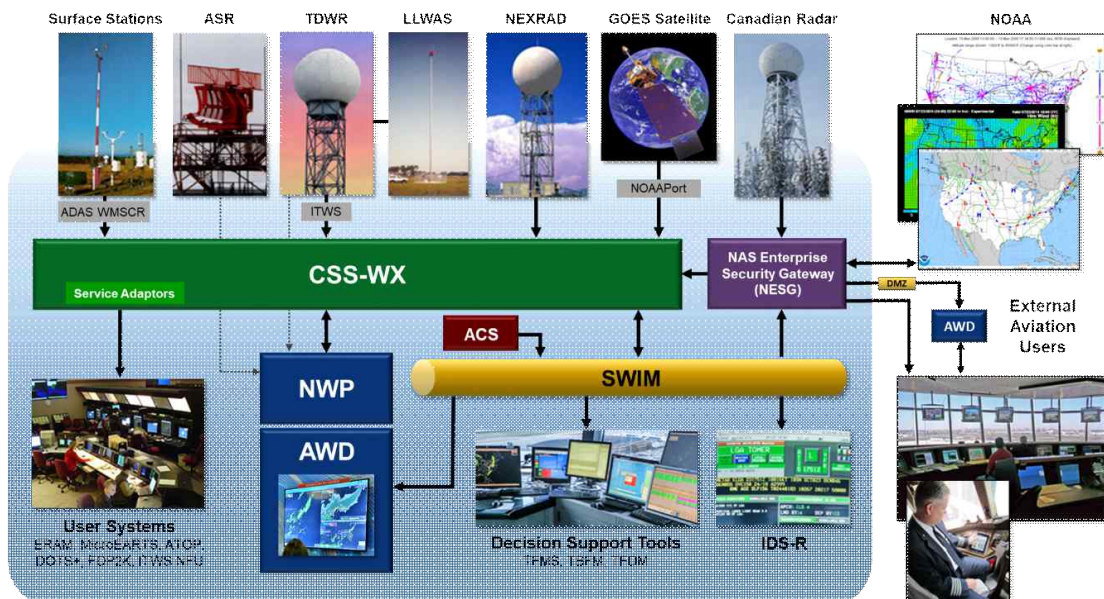 Surface Stations
ASR
TDWR
LLWAS
NEXRAD
GOES Satellite
Canadian Radar
NOAA
ADAS WMSCR
ITWS
NOAAPort
CSS-WX
Service Adaptors
NAS Enterprise
Security Gateway
(NESG)
DMZ
AWD
External
Aviation
Users
ACS
SWIM
NWP
AWD
LGA TOWER
User Systems
ERAM, MicroEARTS, ATOP,
DOTS+, FDP2K, ITWS NFU
Decision Support Tools
TFMS, TBFM, TFDM
IDS-R